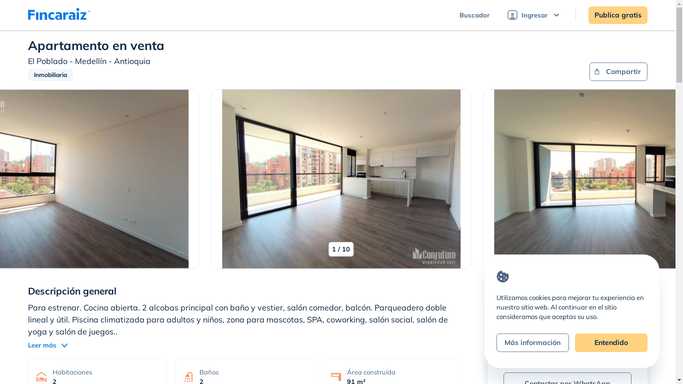 Fincaraiz
Buscador
Ingresar
Publica gratis
Apartamento en venta
El Poblado - Medellín - Antioquia
Inmobiliaria
Compartir
1 / 10
Descripción general
Para estrenar. Cocina abierta. 2 alcobas principal con baño y vestier, salón comedor, balcón. Parqueadero doble
lineal y útil. Piscina climatizada para adultos y niños, zona para mascotas, SPA, coworking, salón social, salón de
yoga y salón de juegos..
Leer más
Habitaciones
2
Baños
2
Área construida
91 m²
Utilizamos cookies para mejorar tu experiencia en
nuestro sitio web. Al continuar en el sitio
consideramos que aceptas su uso.
Más información
Entendido
Contactar por WhatsApp